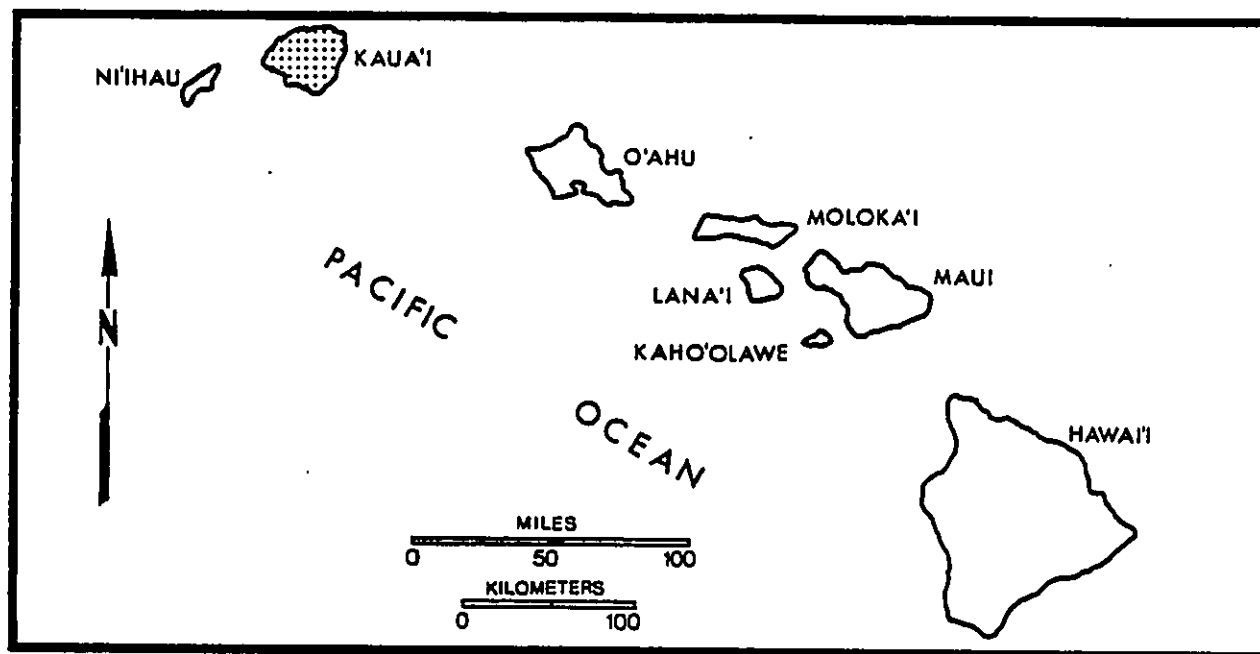 KAUA'I
NI'IHAU
O'AHU
MOLOKA'I
MAUI
LANA'I
KAHO'OLAWE
N
PACIFIC
OCEAN
HAWAI'I
MILES
0 50 100
KILOMETERS
0 100